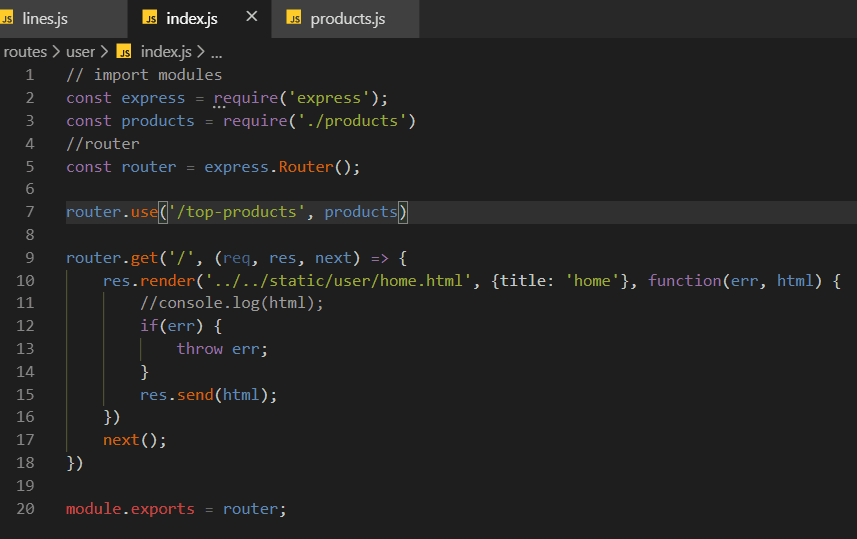 JS lines.js JS index.js × JS products.js
routes > user > JS index.js > ...
1 // import modules
2 const express = require('express');
3 const products = require('./products')
4 //router
5 const router = express.Router();
6
7 router.use('/top-products', products)
8
9 router.get('/', (req, res, next) => {
10 res.render('../../static/user/home.html', {title: 'home'}, function(err, html) {
11 //console.log(html);
12 if(err) {
13 throw err;
14 }
15 res.send(html);
16 })
17 next();
18 })
19
20 module.exports = router;